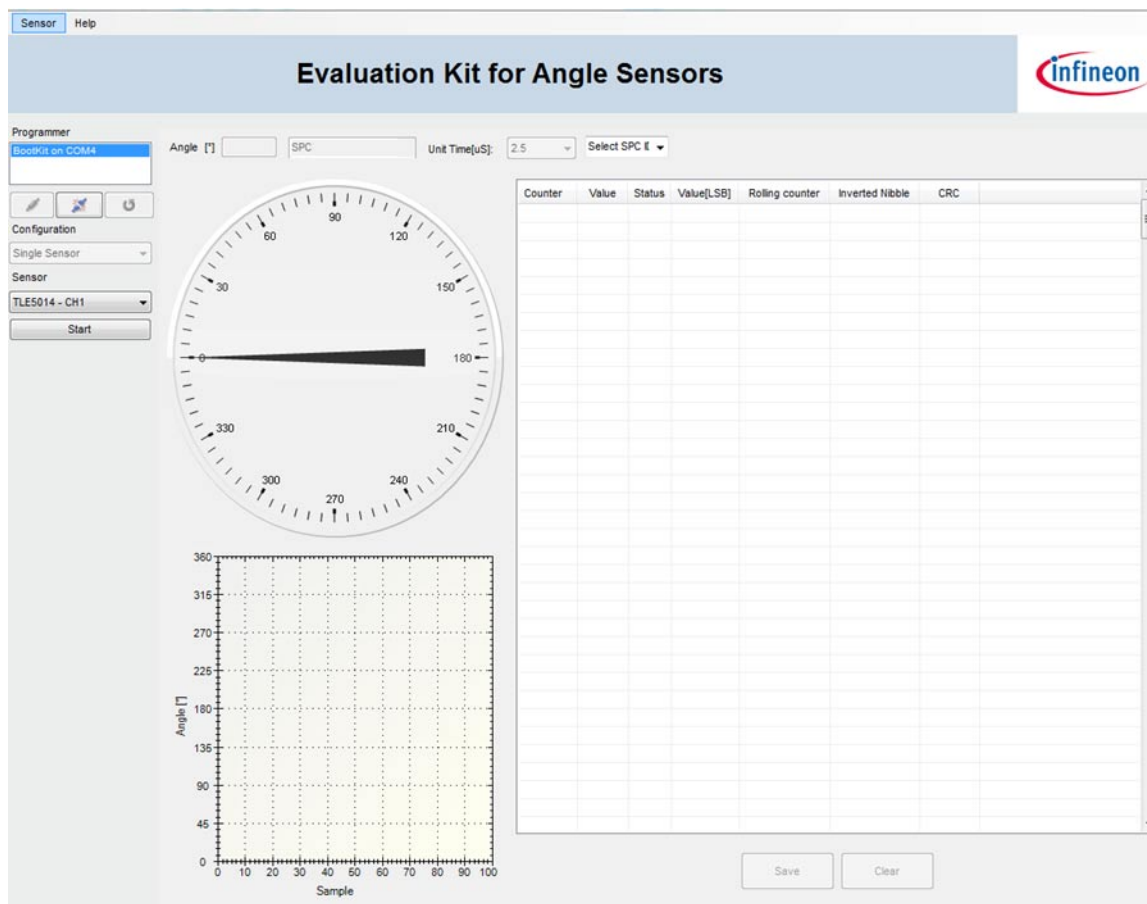 Sensor Help
Evaluation Kit for Angle Sensors
infineon
Programmer
BootKit on COM4
Configuration
Single Sensor
Sensor
TLE5014 - CH1
Start
Angle [°] SPC Unit Time[uS]: 2.5 Select SPC
90
60 120
30 150
0 180
330 210
300 240
270
Counter Value Status Value[LSB] Rolling counter Inverted Nibble CRC
360
315
270
225
180
135
90
45
0
Angle [°]
0 10 20 30 40 50 60 70 80 90 100
Sample
Save Clear